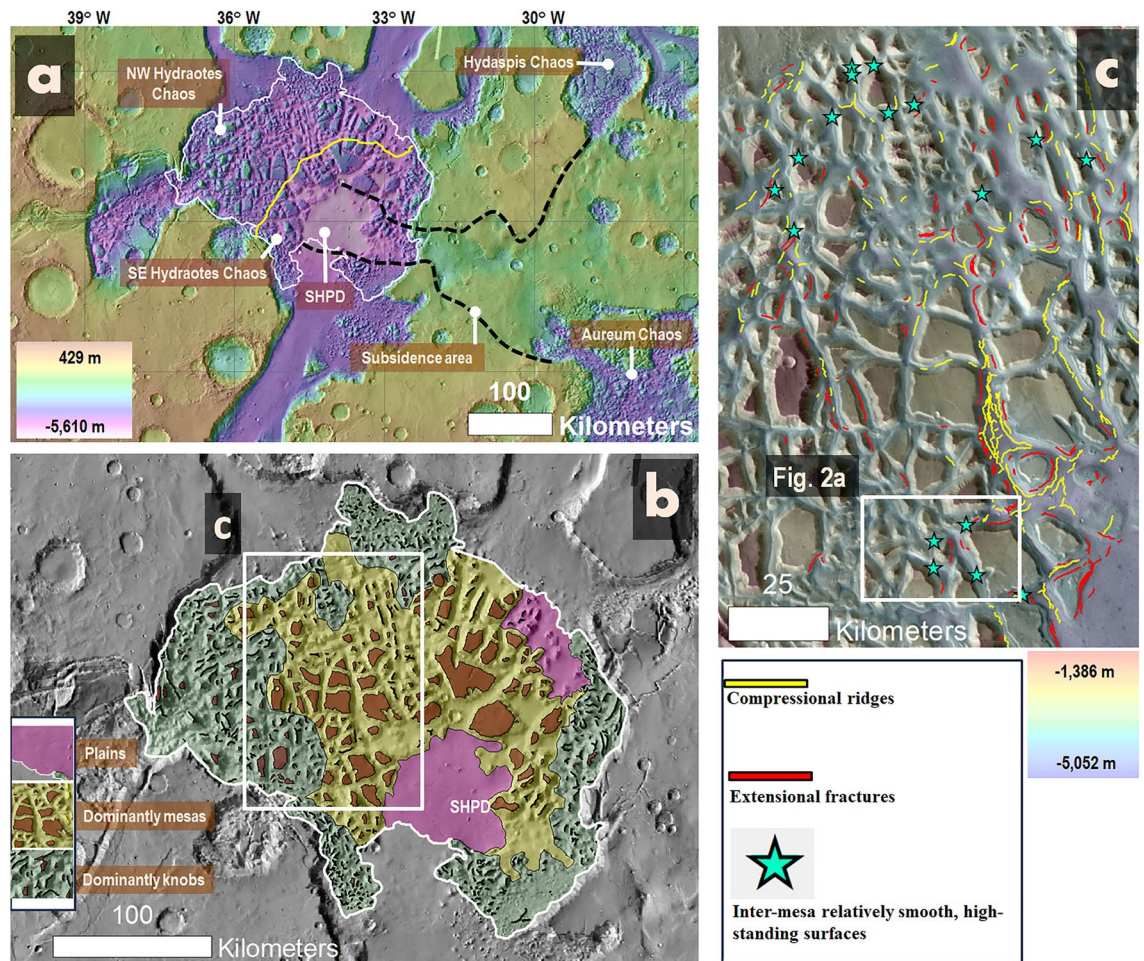 39° W
36° W
33° W
30° W
a
NW Hydraotes
Chaos
Hydaspis Chaos
SE Hydraotes Chaos
SHPD
Subsidence area
Aureum Chaos
429 m
-5,610 m
100
Kilometers
b
c
SHPD
Plains
Dominantly mesas
Dominantly knobs
100
Kilometers
c
Fig. 2a
25
Kilometers
Compressional ridges
Extensional fractures
Inter-mesa relatively smooth, high-
standing surfaces
-1,386 m
-5,052 m